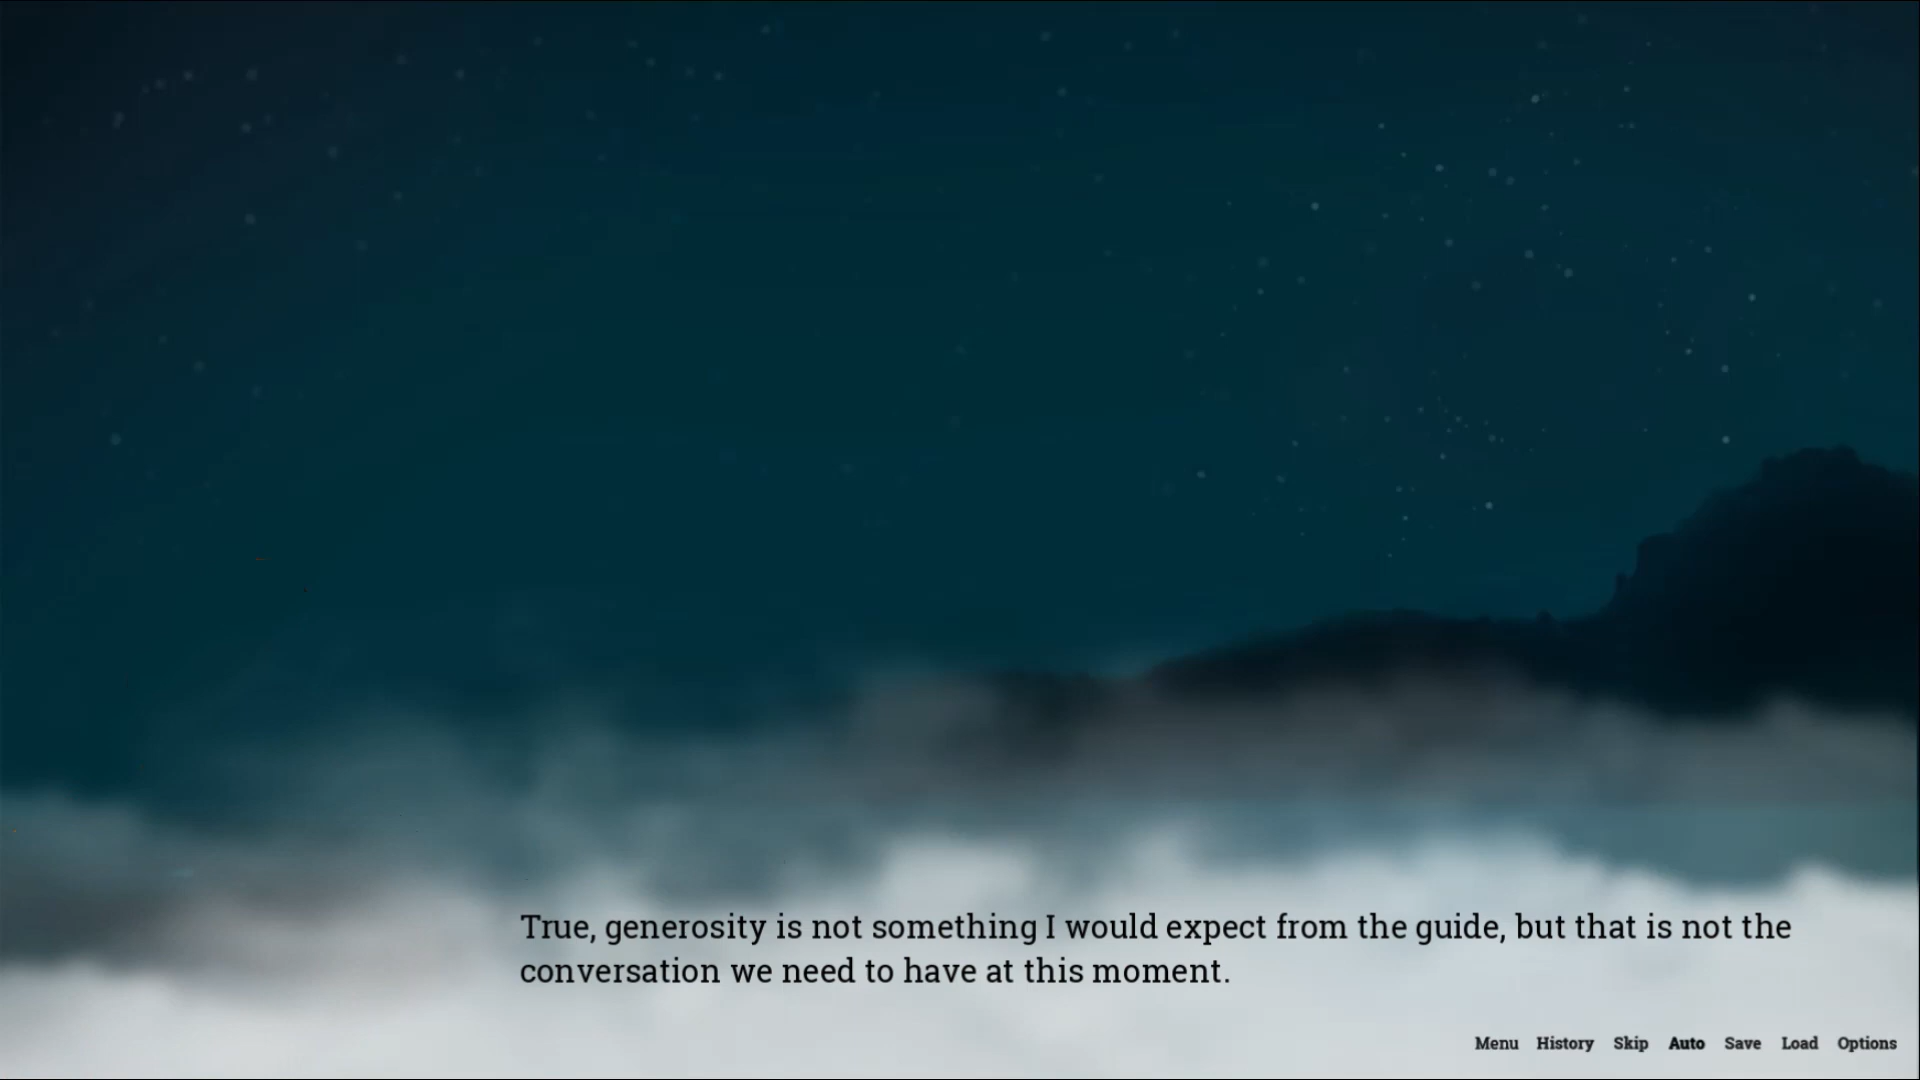 True, generosity is not something I would expect from the guide, but that is not the
conversation we need to have at this moment.
Menu History Skip Auto Save Load Options